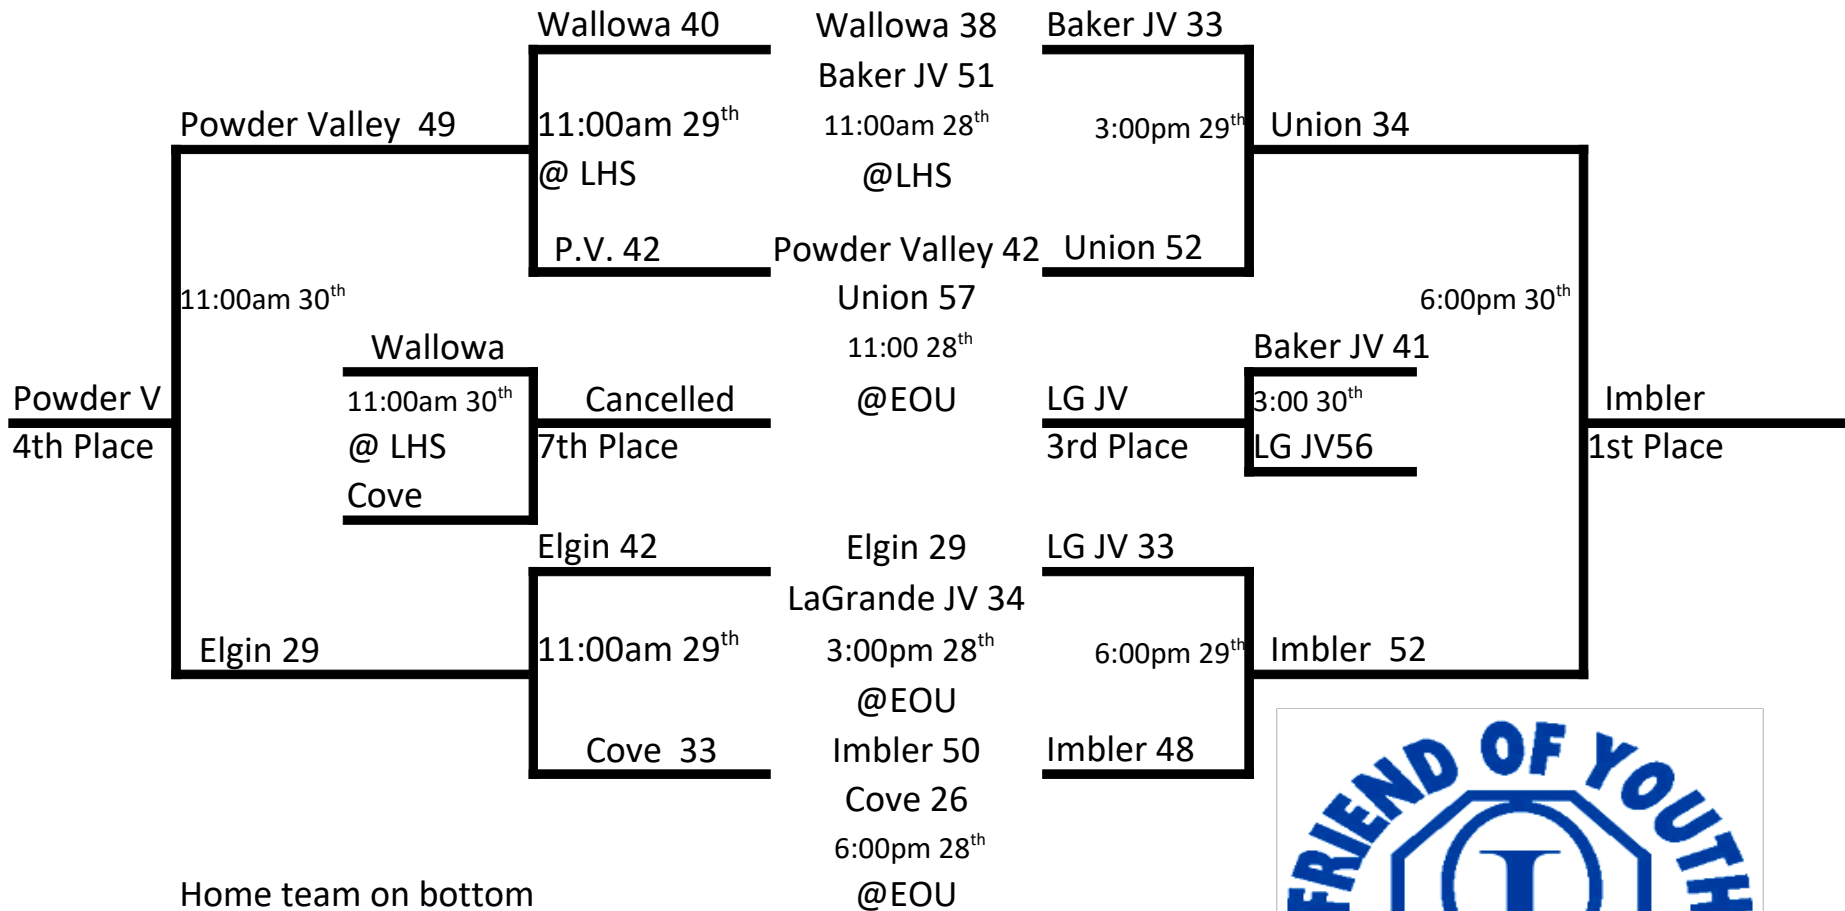 Wallowa 40
Wallowa 38
Baker JV 33
Baker JV 51
Powder Valley  49
11:00am 29th
11:00am 28th
3:00pm 29th
Union 34
@ LHS
@LHS
P.V. 42
Powder Valley 42
Union 52
11:00am 30th
Union 57
6:00pm 30th
Wallowa
11:00 28th
Baker JV 41
Powder V
11:00am 30th
Cancelled
@EOU
LG JV
3:00 30th
Imbler
4th Place
@ LHS
7th Place
3rd Place
LG JV56
1st Place
Cove
Elgin 42
Elgin 29
LG JV 33
LaGrande JV 34
Elgin 29
11:00am 29th
3:00pm 28th
6:00pm 29th
Imbler  52
@EOU
Cove  33
Imbler 50
Imbler 48
Cove 26
6:00pm 28th
Home team on bottom
@EOU
FRIEND OF YOUTH